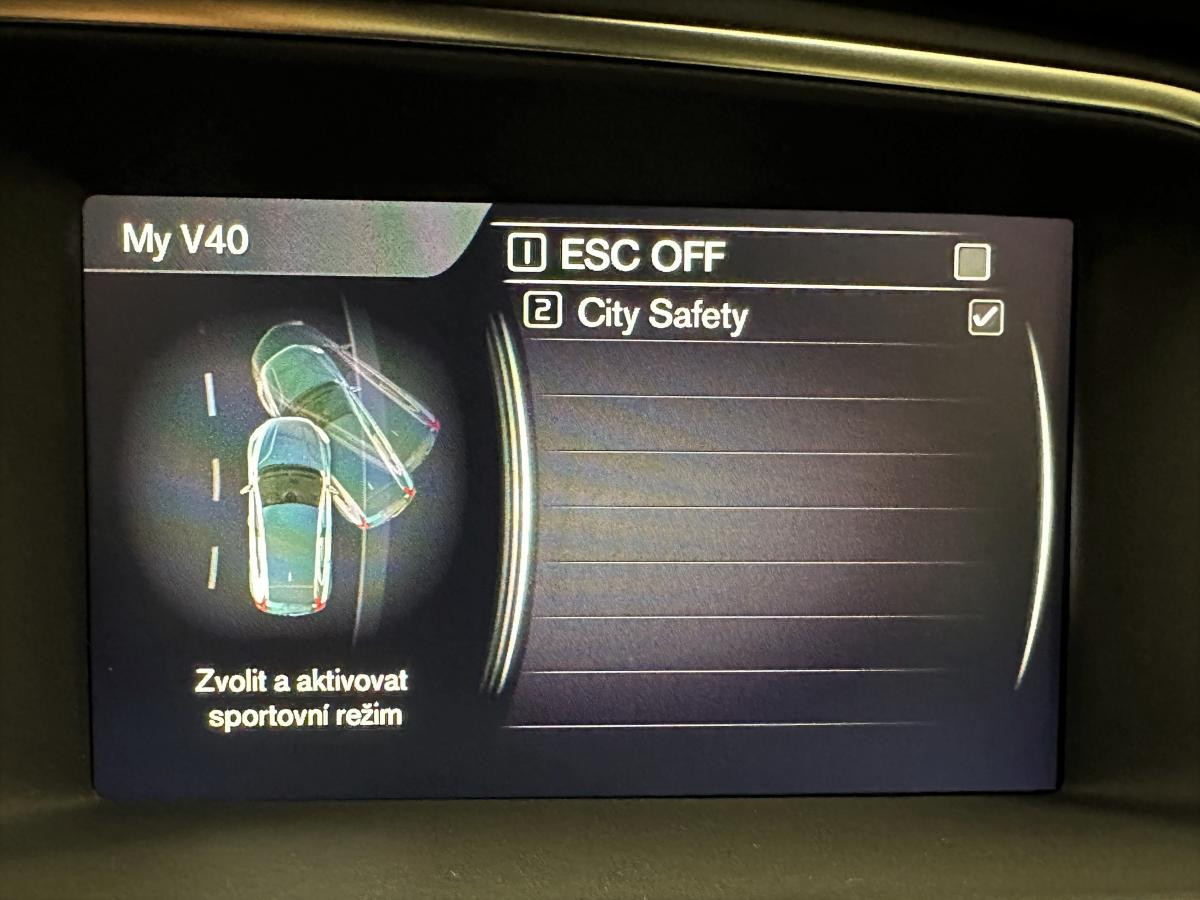 My V40
1 ESC OFF
2 City Safety
Zvolit a aktivovat
sportovní režim